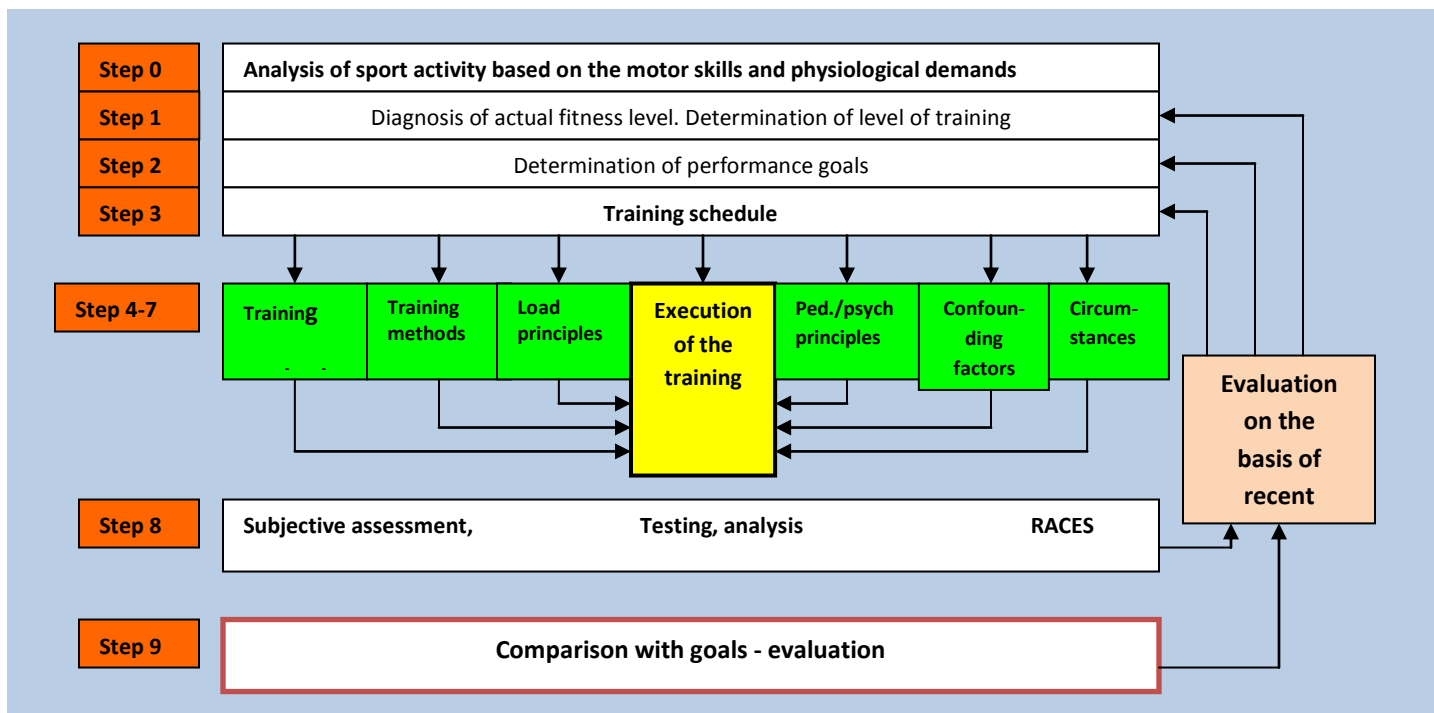 Step 0
Analysis of sport activity based on the motor skills and physiological demands
Step 1
Diagnosis of actual fitness level. Determination of level of training
Step 2
Determination of performance goals
Step 3
Training schedule
Step 4-7
Training
Training
methods
Load
principles
Execution
of the
training
Ped./psych
principles
Confoun-
ding
factors
Circum-
stances
Evaluation
on the
basis of
recent
Step 8
Subjective assessment, Testing, analysis RACES
Step 9
Comparison with goals - evaluation